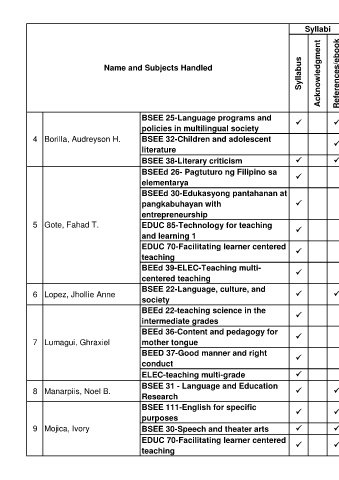 Syllabi
Name and Subjects Handled
Syllabus
Acknowledgment
References/ebook
BSEE 25-Language programs and
policies in multilingual society
✓ ✓
4 Borilla, Audreyson H.
BSEE 32-Children and adolescent
literature
✓
BSEE 38-Literary criticism ✓ ✓
BSEEd 26- Pagtuturo ng Filipino sa
elementarya
✓
BSEEd 30-Edukasyong pantahanan at
pangkabuhayan with
entrepreneurship
✓
5 Gote, Fahad T.
EDUC 85-Technology for teaching
and learning 1
✓
EDUC 70-Facilitating learner centered
teaching
✓
BEEd 39-ELEC-Teaching multi-
centered teaching
✓
6 Lopez, Jhollie Anne
BSEE 22-Language, culture, and
society
✓ ✓
BEEd 22-teaching science in the
intermediate grades
✓
7 Lumagui, Ghraxiel
BEEd 36-Content and pedagogy for
mother tongue
✓
BEED 37-Good manner and right
conduct
✓
ELEC-teaching multi-grade ✓
8 Manarpiis, Noel B.
BSEE 31 - Language and Education
Research
✓ ✓
BSEE 111-English for specific
purposes
✓ ✓
9 Mojica, Ivory
BSEE 30-Speech and theater arts ✓ ✓
EDUC 70-Facilitating learner centered
teaching
✓ ✓